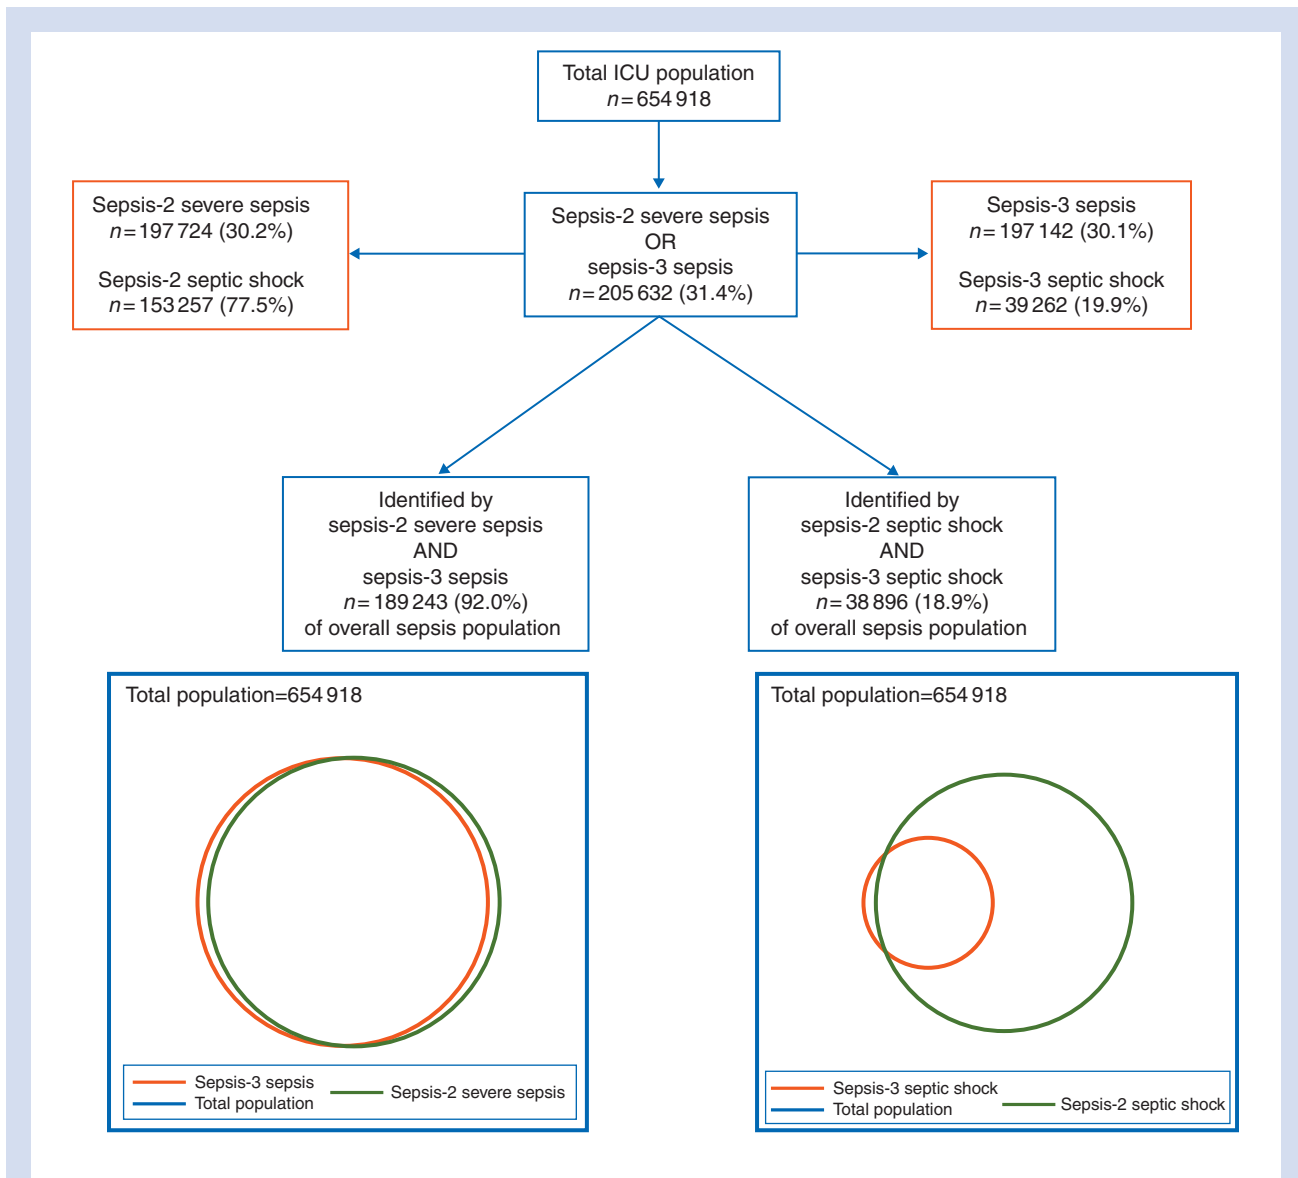 Total ICU population
n=654 918
Sepsis-2 severe sepsis
n=197 724 (30.2%)
Sepsis-2 septic shock
n=153 257 (77.5%)
Sepsis-2 severe sepsis
OR
sepsis-3 sepsis
n=205 632 (31.4%)
Sepsis-3 sepsis
n=197 142 (30.1%)
Sepsis-3 septic shock
n=39 262 (19.9%)
Identified by
sepsis-2 severe sepsis
AND
sepsis-3 sepsis
n=189 243 (92.0%)
of overall sepsis population
Identified by
sepsis-2 septic shock
AND
sepsis-3 septic shock
n=38 896 (18.9%)
of overall sepsis population
Total population=654 918
Sepsis-3 sepsis
Total population
Sepsis-2 severe sepsis
Total population=654 918
Sepsis-3 septic shock
Total population
Sepsis-2 septic shock